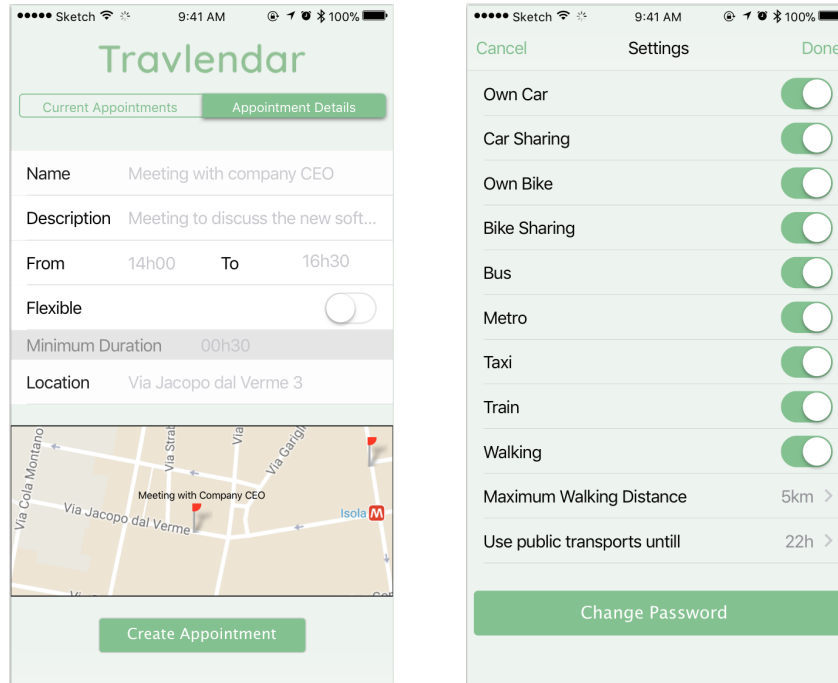 Sketch 9:41 AM 100%
Travlendar
Current Appointments Appointment Details
Name Meeting with company CEO
Description Meeting to discuss the new soft...
From 14h00 To 16h30
Flexible
Minimum Duration 00h30
Location Via Jacopo dal Verme 3
Via Cola Montano
Via Strat
Via
Via Garigl
Meeting with Company CEO
Via Jacopo dal Verme
Isola M
Create Appointment
Sketch 9:41 AM 100%
Cancel Settings Done
Own Car
Car Sharing
Own Bike
Bike Sharing
Bus
Metro
Taxi
Train
Walking
Maximum Walking Distance 5km >
Use public transports untill 22h >
Change Password